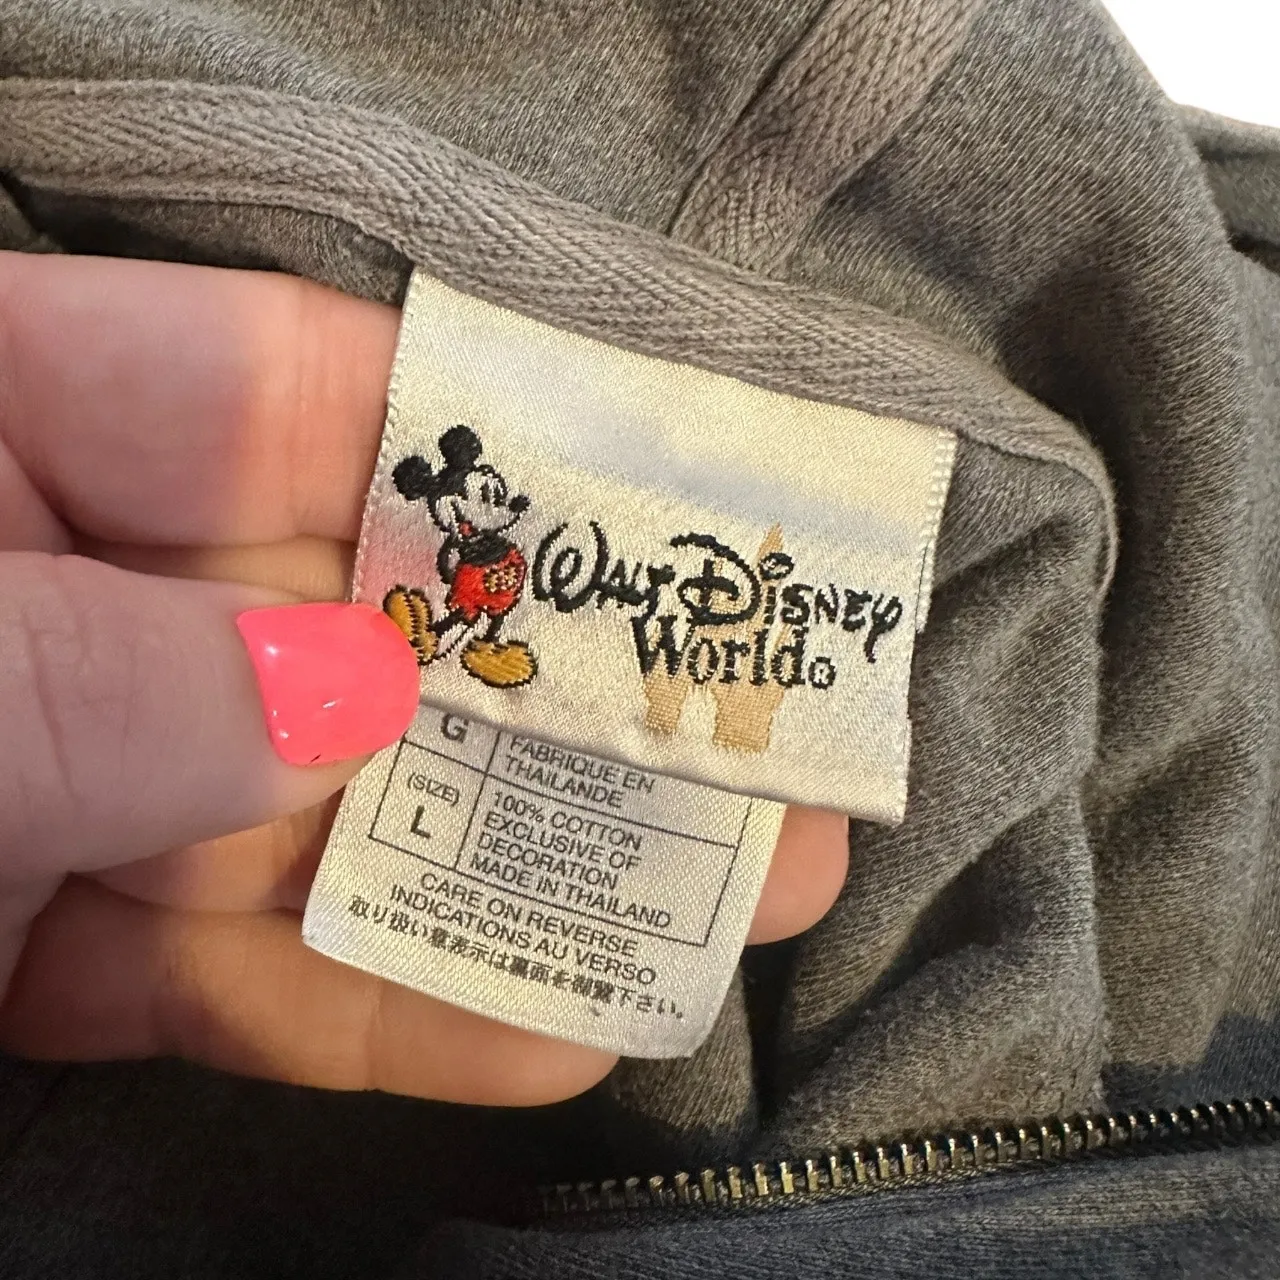 WALT DISNEY
World®
G
FABRIQUE EN
THAILANDE
(SIZE)
L
100% COTTON
EXCLUSIVE OF
DECORATION
MADE IN THAILAND
CARE ON REVERSE
INDICATIONS AU VERSO
取り扱い意表示は裏面を御覧下さい。